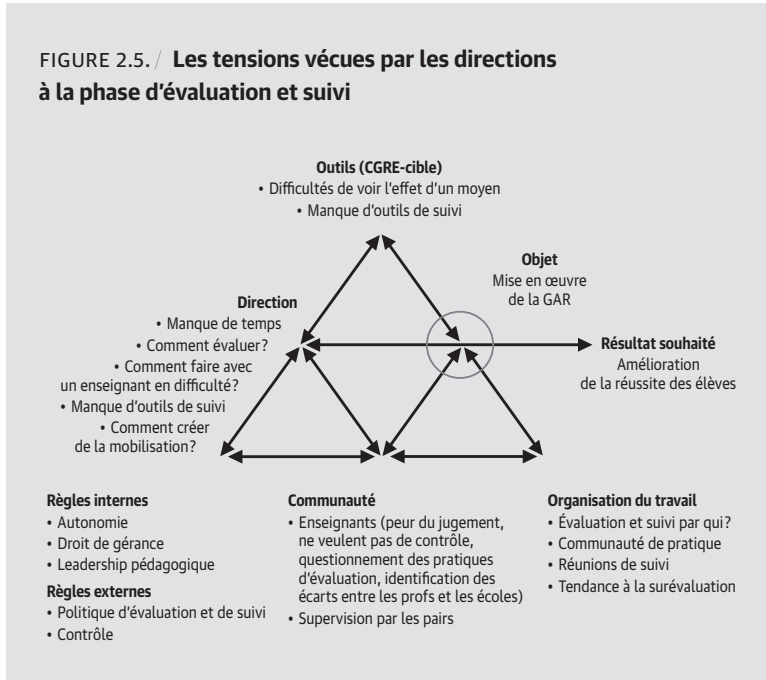 FIGURE 2.5. / Les tensions vécues par les directions
à la phase d’évaluation et suivi
Outils (CGRE-cible)
• Difficultés de voir l’effet d’un moyen
• Manque d’outils de suivi
Objet
Mise en œuvre
de la GAR
Direction
• Manque de temps
• Comment évaluer?
• Comment faire avec
un enseignant en difficulté?
• Manque d’outils de suivi
• Comment créer
de la mobilisation?
Résultat souhaité
Amélioration
de la réussite des élèves
Règles internes
• Autonomie
• Droit de gérance
• Leadership pédagogique
Règles externes
• Politique d’évaluation et de suivi
• Contrôle
Communauté
• Enseignants (peur du jugement,
ne veulent pas de contrôle,
questionnement des pratiques
d’évaluation, identification des
écarts entre les profs et les écoles)
• Supervision par les pairs
Organisation du travail
• Évaluation et suivi par qui?
• Communauté de pratique
• Réunions de suivi
• Tendance à la surévaluation